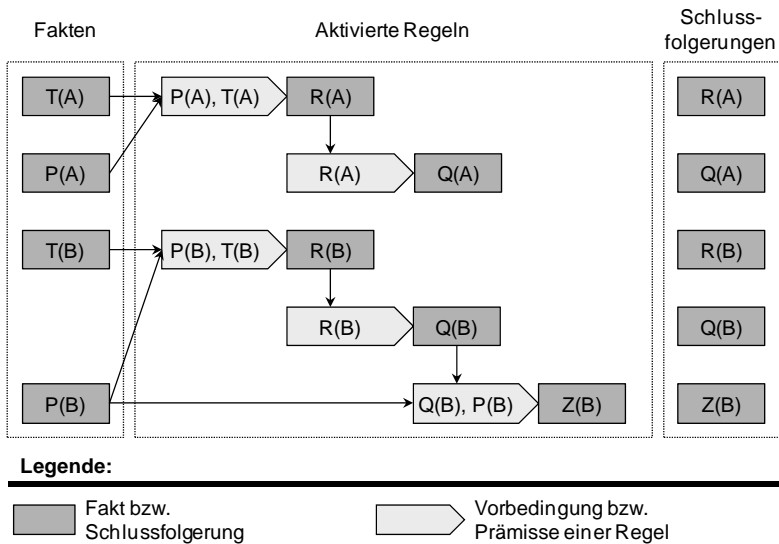 Fakten
Aktivierte Regeln
Schluss-
folgerungen
T(A)
P(A), T(A)
R(A)
R(A)
P(A)
R(A)
Q(A)
Q(A)
T(B)
P(B), T(B)
R(B)
R(B)
R(B)
Q(B)
Q(B)
P(B)
Q(B), P(B)
Z(B)
Z(B)
Legende:
Fakt bzw.
Schlussfolgerung
Vorbedingung bzw.
Prämisse einer Regel